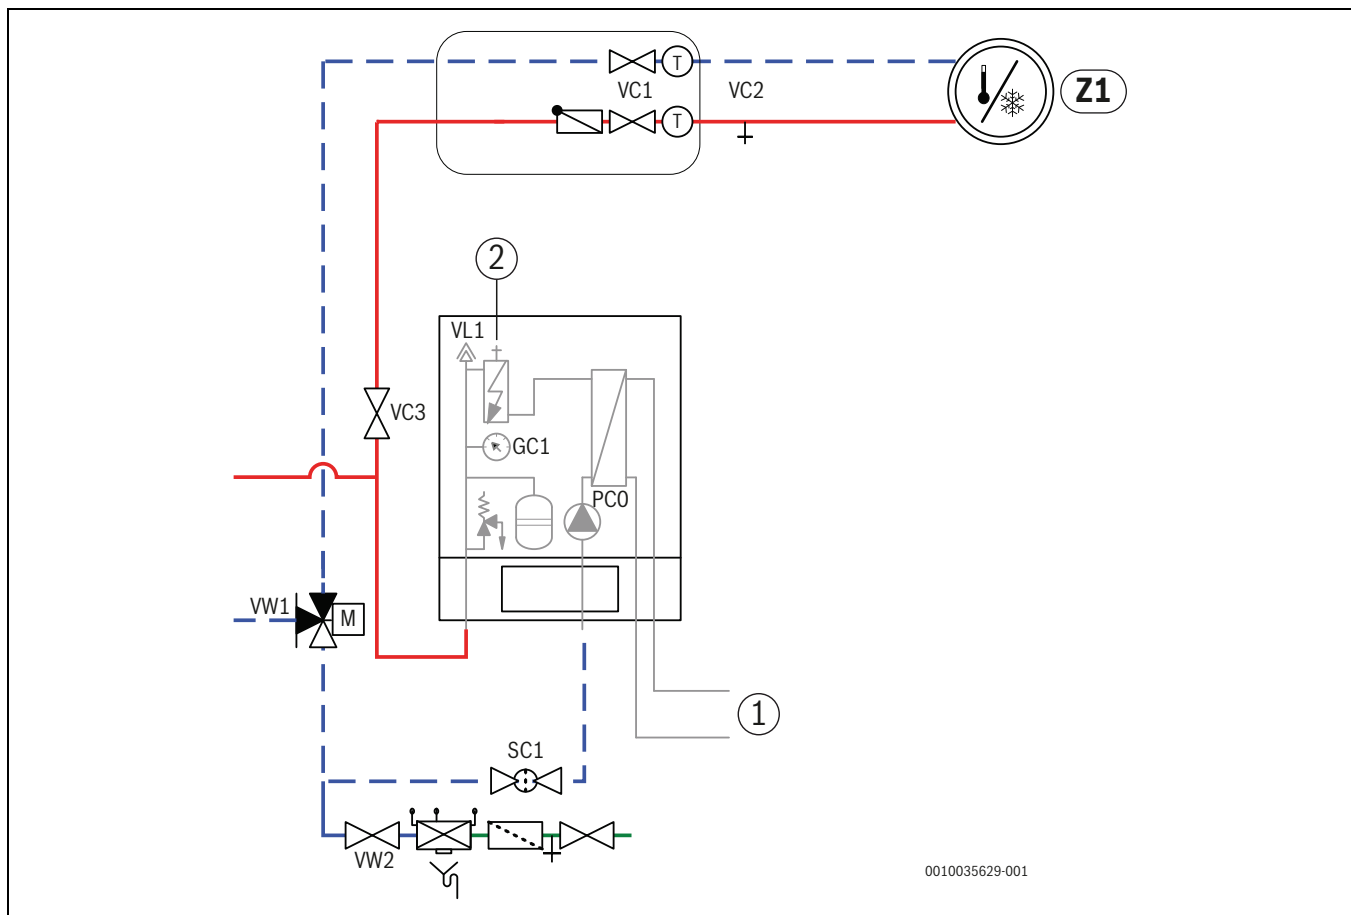 T
VC1
VC2
Z1
T
2
VL1
VC3
GC1
PC0
VW1
M
1
SC1
VW2
0010035629-001